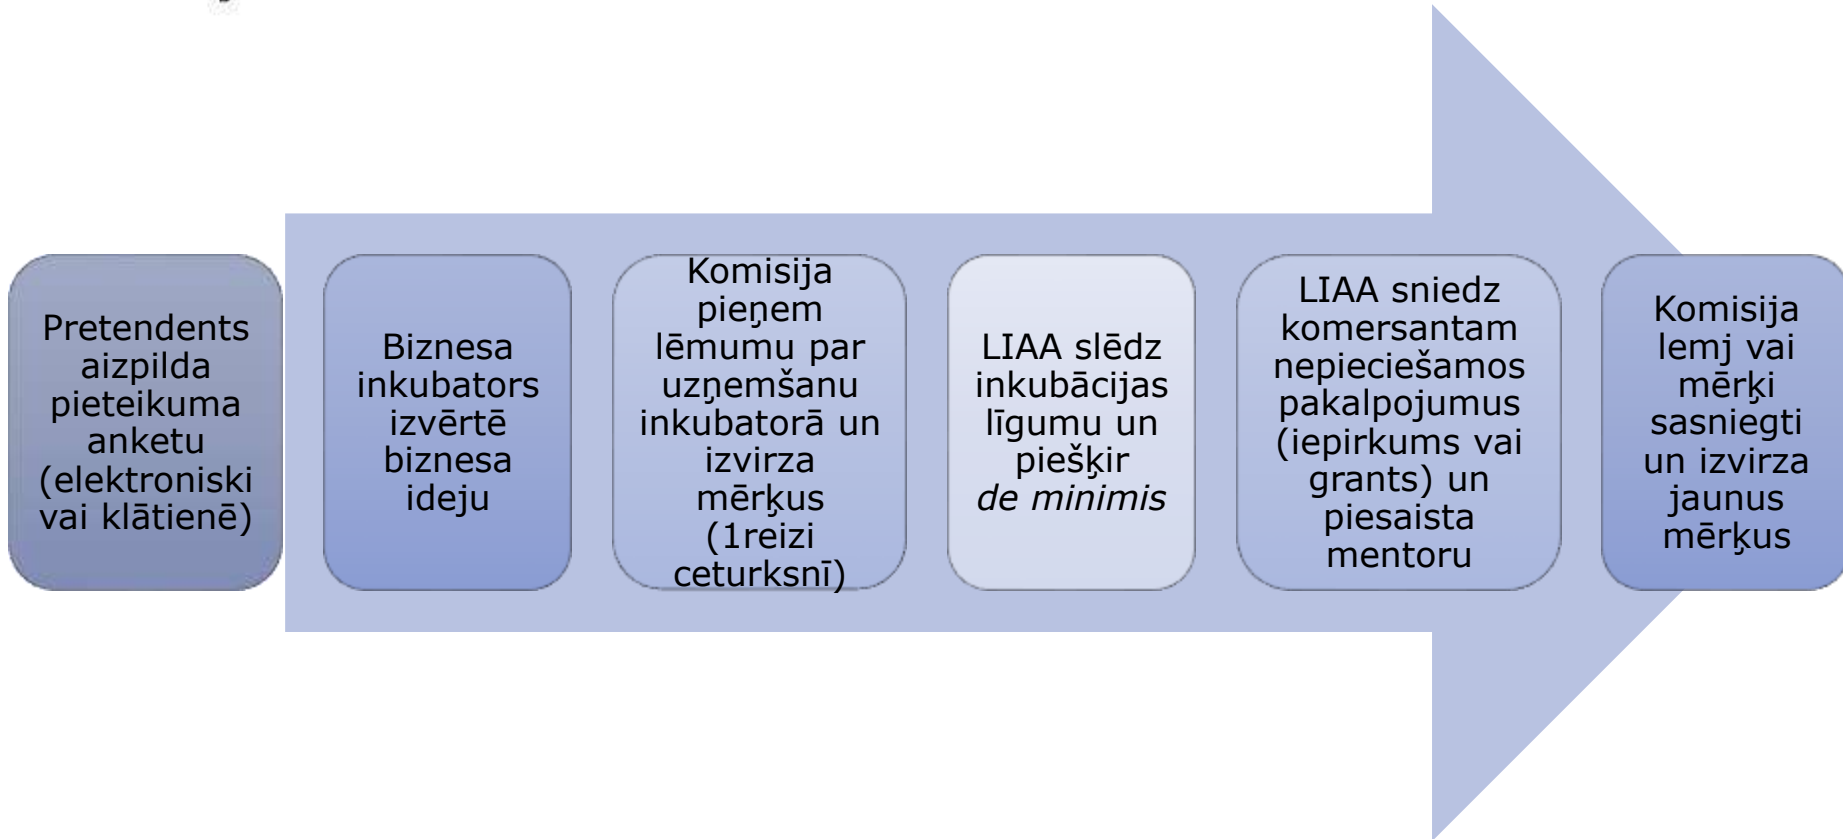 Pretendents
aizpilda
pieteikuma
anketu
(elektroniski
vai klātienē)
Biznesa
inkubators
izvērtē
biznesa
ideju
Komisija
pieņem
lēmumu par
uzņemšanu
inkubatorā un
izvirza
mērķus
(1reizi
ceturksnī)
LIAA slēdz
inkubācijas
līgumu un
piešķir
de minimis
LIAA sniedz
komersantam
nepieciešamos
pakalpojumus
(iepirkums vai
grants) un
piesaista
mentoru
Komisija
lemj vai
mērķi
sasniegti
un izvirza
jaunus
mērķus